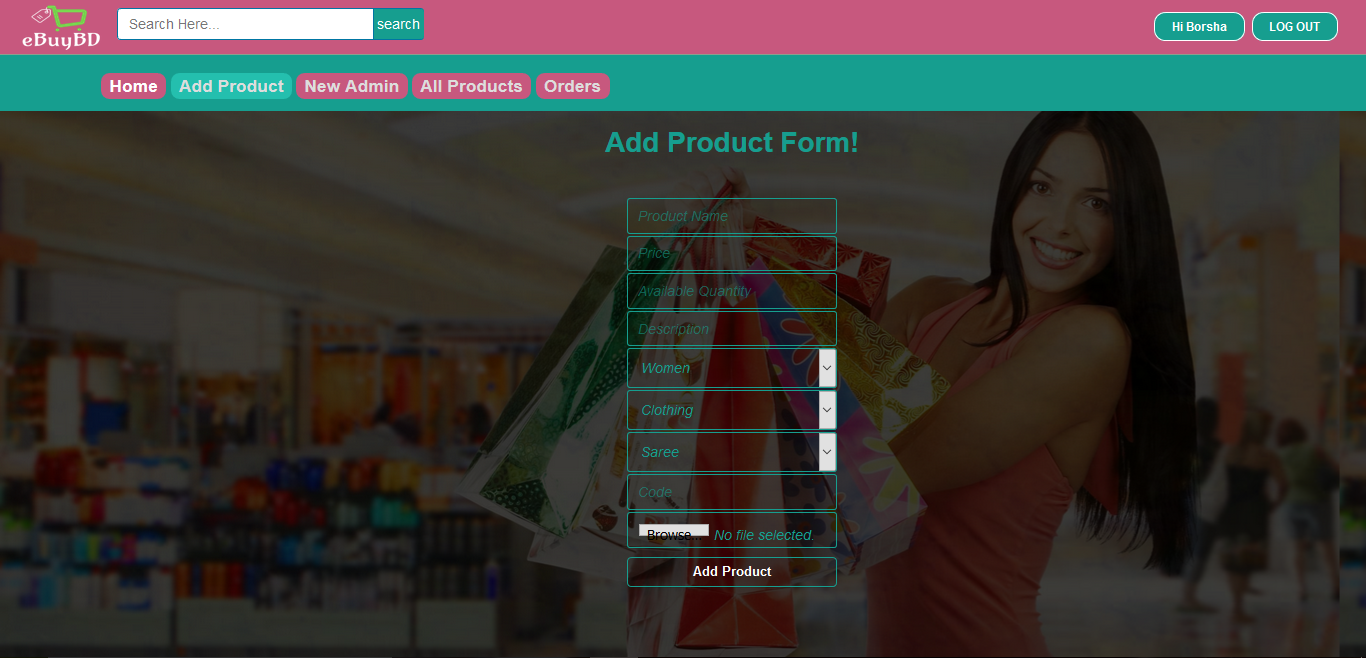 eBuyBD
Search Here...
search
Hi Borsha
LOG OUT
Home
Add Product
New Admin
All Products
Orders
Add Product Form!
Product Name
Price
Available Quantity
Description
Women
Clothing
Saree
Code
Browse... No file selected.
Add Product